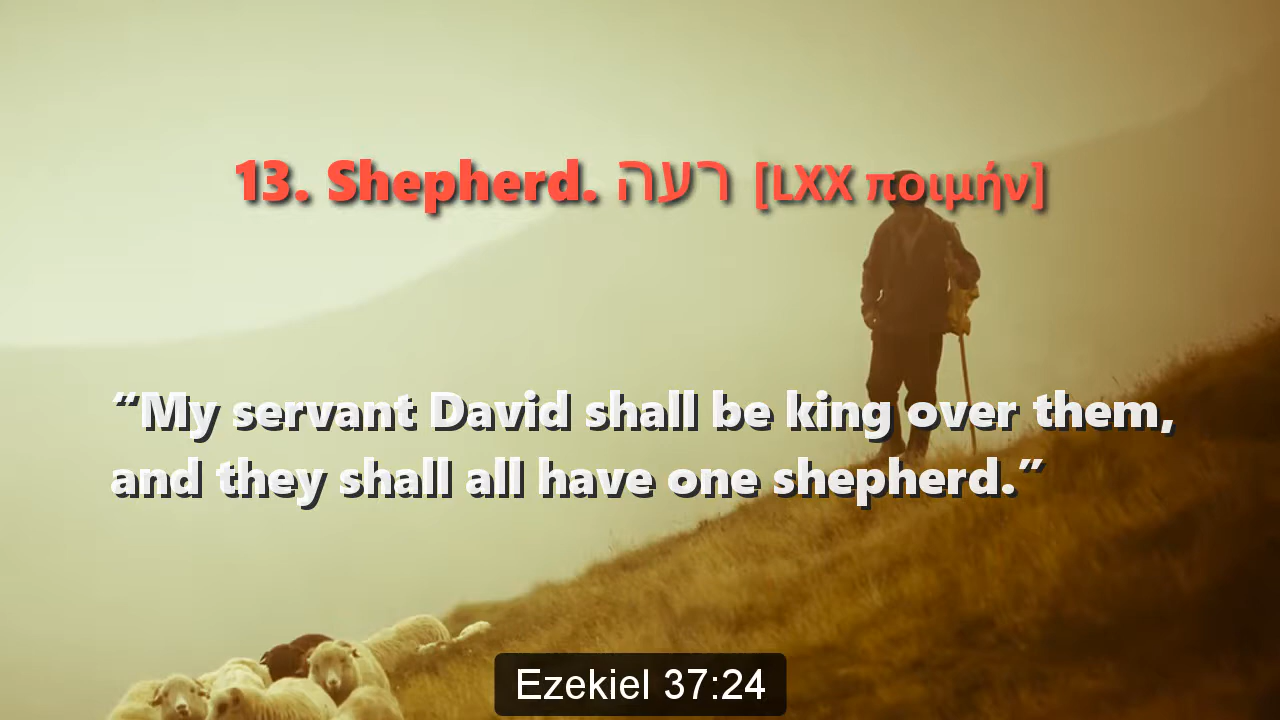 13. Shepherd. רעה [LXX ποιμήν]
“My servant David shall be king over them,
and they shall all have one shepherd.”
Ezekiel 37:24